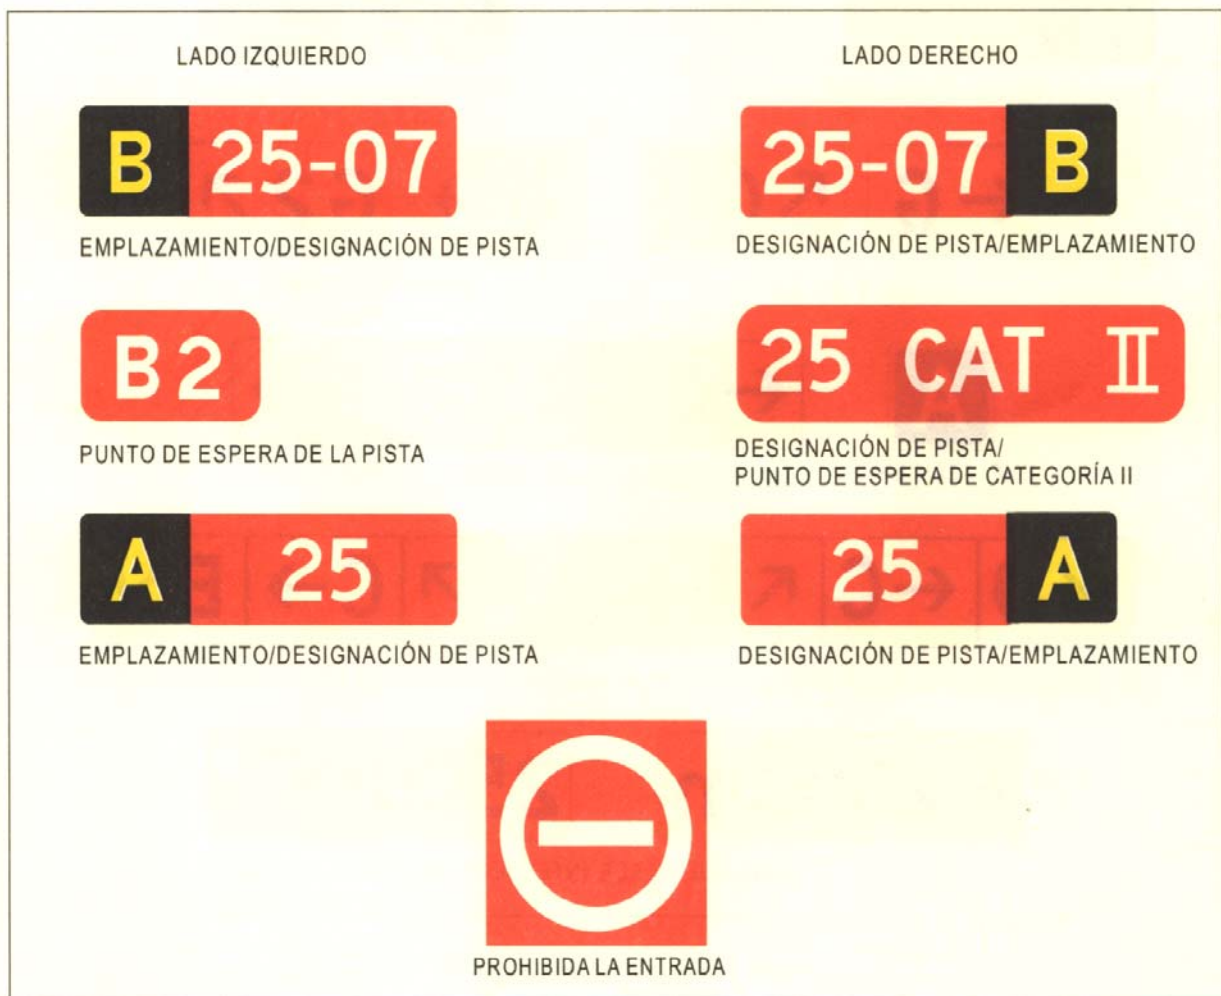 LADO IZQUIERDO
LADO DERECHO
B 25-07
25-07 B
EMPLAZAMIENTO/DESIGNACIÓN DE PISTA
DESIGNACIÓN DE PISTA/EMPLAZAMIENTO
B2
25 CAT II
PUNTO DE ESPERA DE LA PISTA
DESIGNACIÓN DE PISTA/
PUNTO DE ESPERA DE CATEGORÍA II
A 25
25 A
EMPLAZAMIENTO/DESIGNACIÓN DE PISTA
DESIGNACIÓN DE PISTA/EMPLAZAMIENTO
PROHIBIDA LA ENTRADA